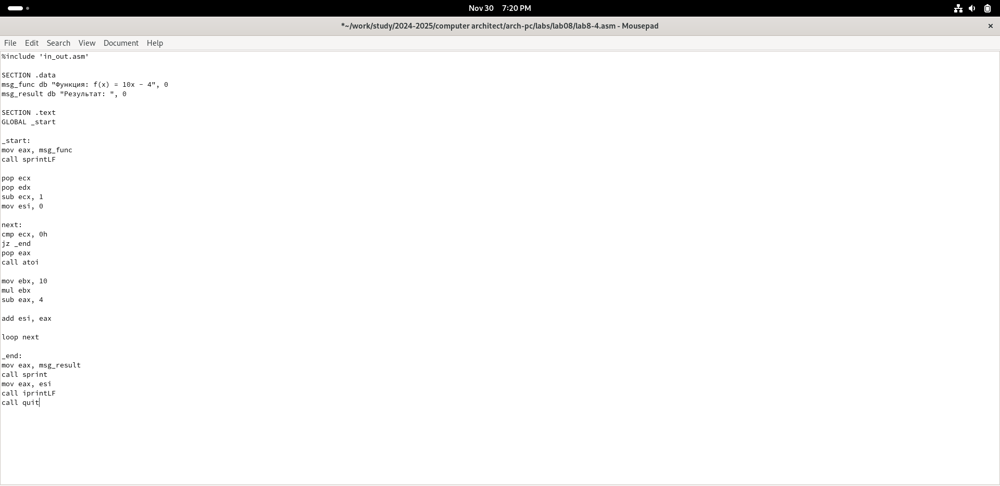 Nov 30 7:20 PM
*~/work/study/2024-2025/computer architect/arch-pc/labs/lab08/lab8-4.asm - Mousepad
File Edit Search View Document Help
%include 'in_out.asm'
SECTION .data
msg_func db "Функция: f(x) = 10x - 4", 0
msg_result db "Результат: ", 0
SECTION .text
GLOBAL _start
_start:
mov eax, msg_func
call sprintLF
pop ecx
pop edx
sub ecx, 1
mov esi, 0
next:
cmp ecx, 0h
jz _end
pop eax
call atoi
mov ebx, 10
mul ebx
sub eax, 4
add esi, eax
loop next
_end:
mov eax, msg_result
call sprint
mov eax, esi
call iprintLF
call quit